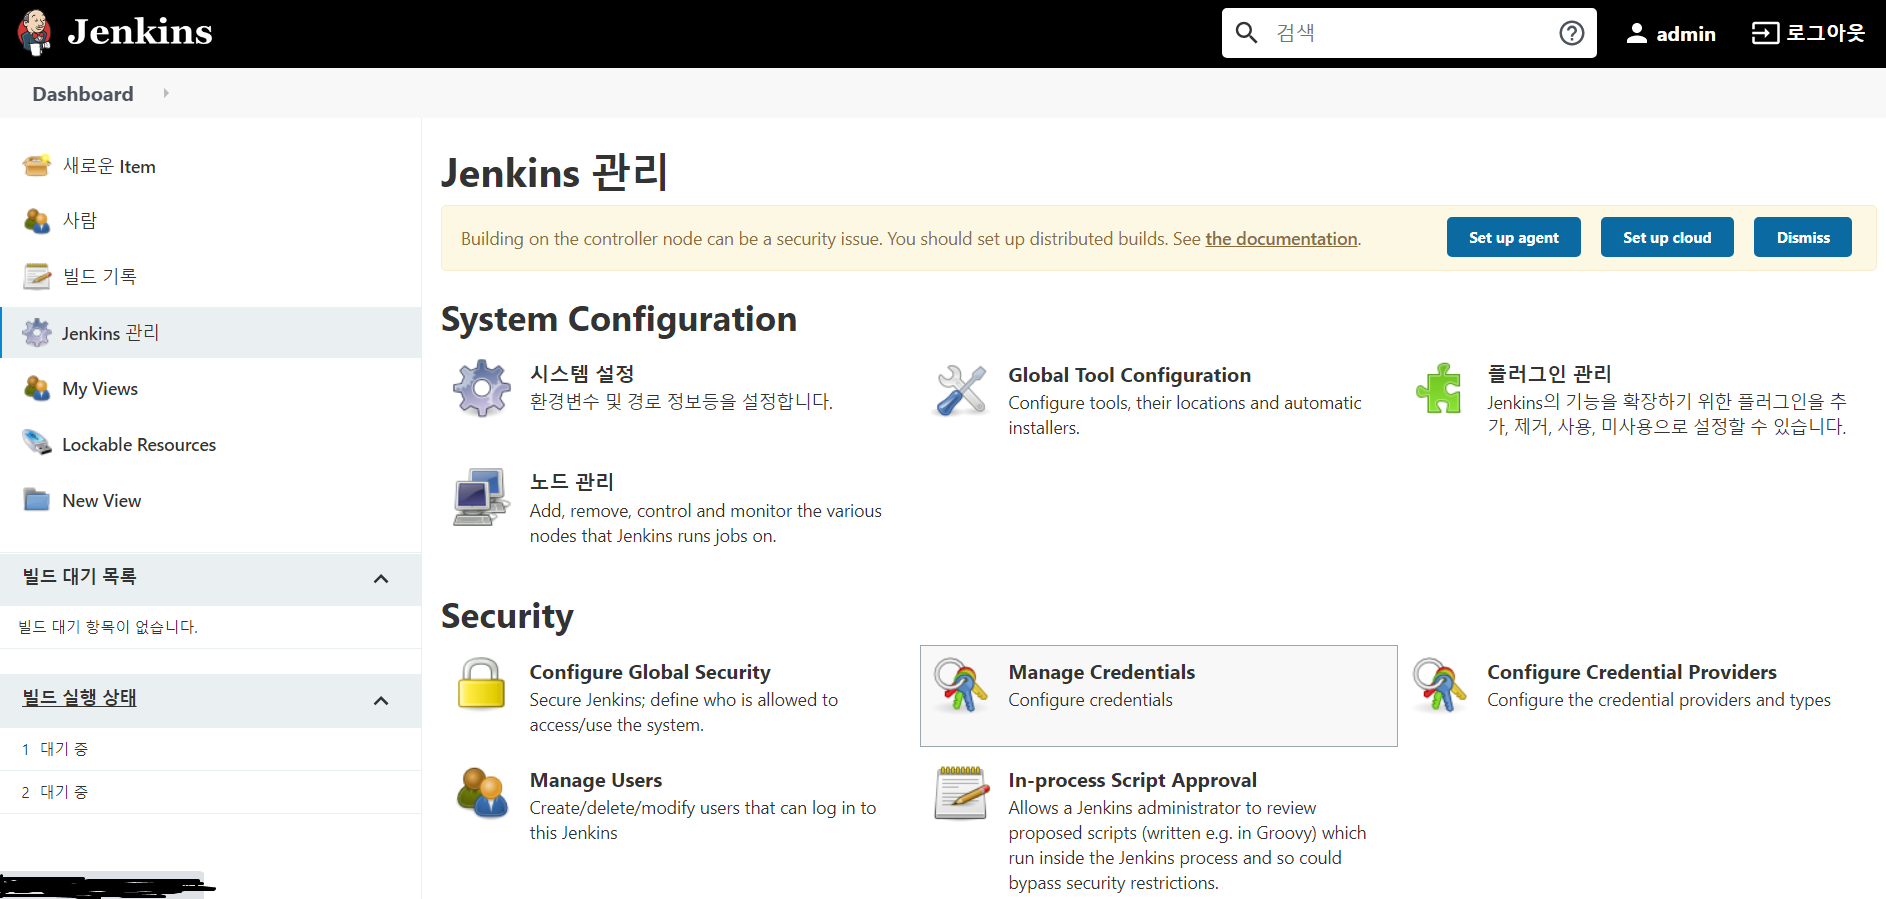 Jenkins
검색
admin
로그아웃
Dashboard
새로운 Item
사람
빌드 기록
Jenkins 관리
My Views
Lockable Resources
New View
빌드 대기 목록
빌드 대기 항목이 없습니다.
빌드 실행 상태
1 대기 중
2 대기 중
Jenkins 관리
Building on the controller node can be a security issue. You should set up distributed builds. See the documentation.
Set up agent
Set up cloud
Dismiss
System Configuration
시스템 설정
환경변수 및 경로 정보등을 설정합니다.
Global Tool Configuration
Configure tools, their locations and automatic
installers.
플러그인 관리
Jenkins의 기능을 확장하기 위한 플러그인을 추
가, 제거, 사용, 미사용으로 설정할 수 있습니다.
노드 관리
Add, remove, control and monitor the various
nodes that Jenkins runs jobs on.
Security
Configure Global Security
Secure Jenkins; define who is allowed to
access/use the system.
Manage Credentials
Configure credentials
Configure Credential Providers
Configure the credential providers and types
Manage Users
Create/delete/modify users that can log in to
this Jenkins
In-process Script Approval
Allows a Jenkins administrator to review
proposed scripts (written e.g. in Groovy) which
run inside the Jenkins process and so could
bypass security restrictions.